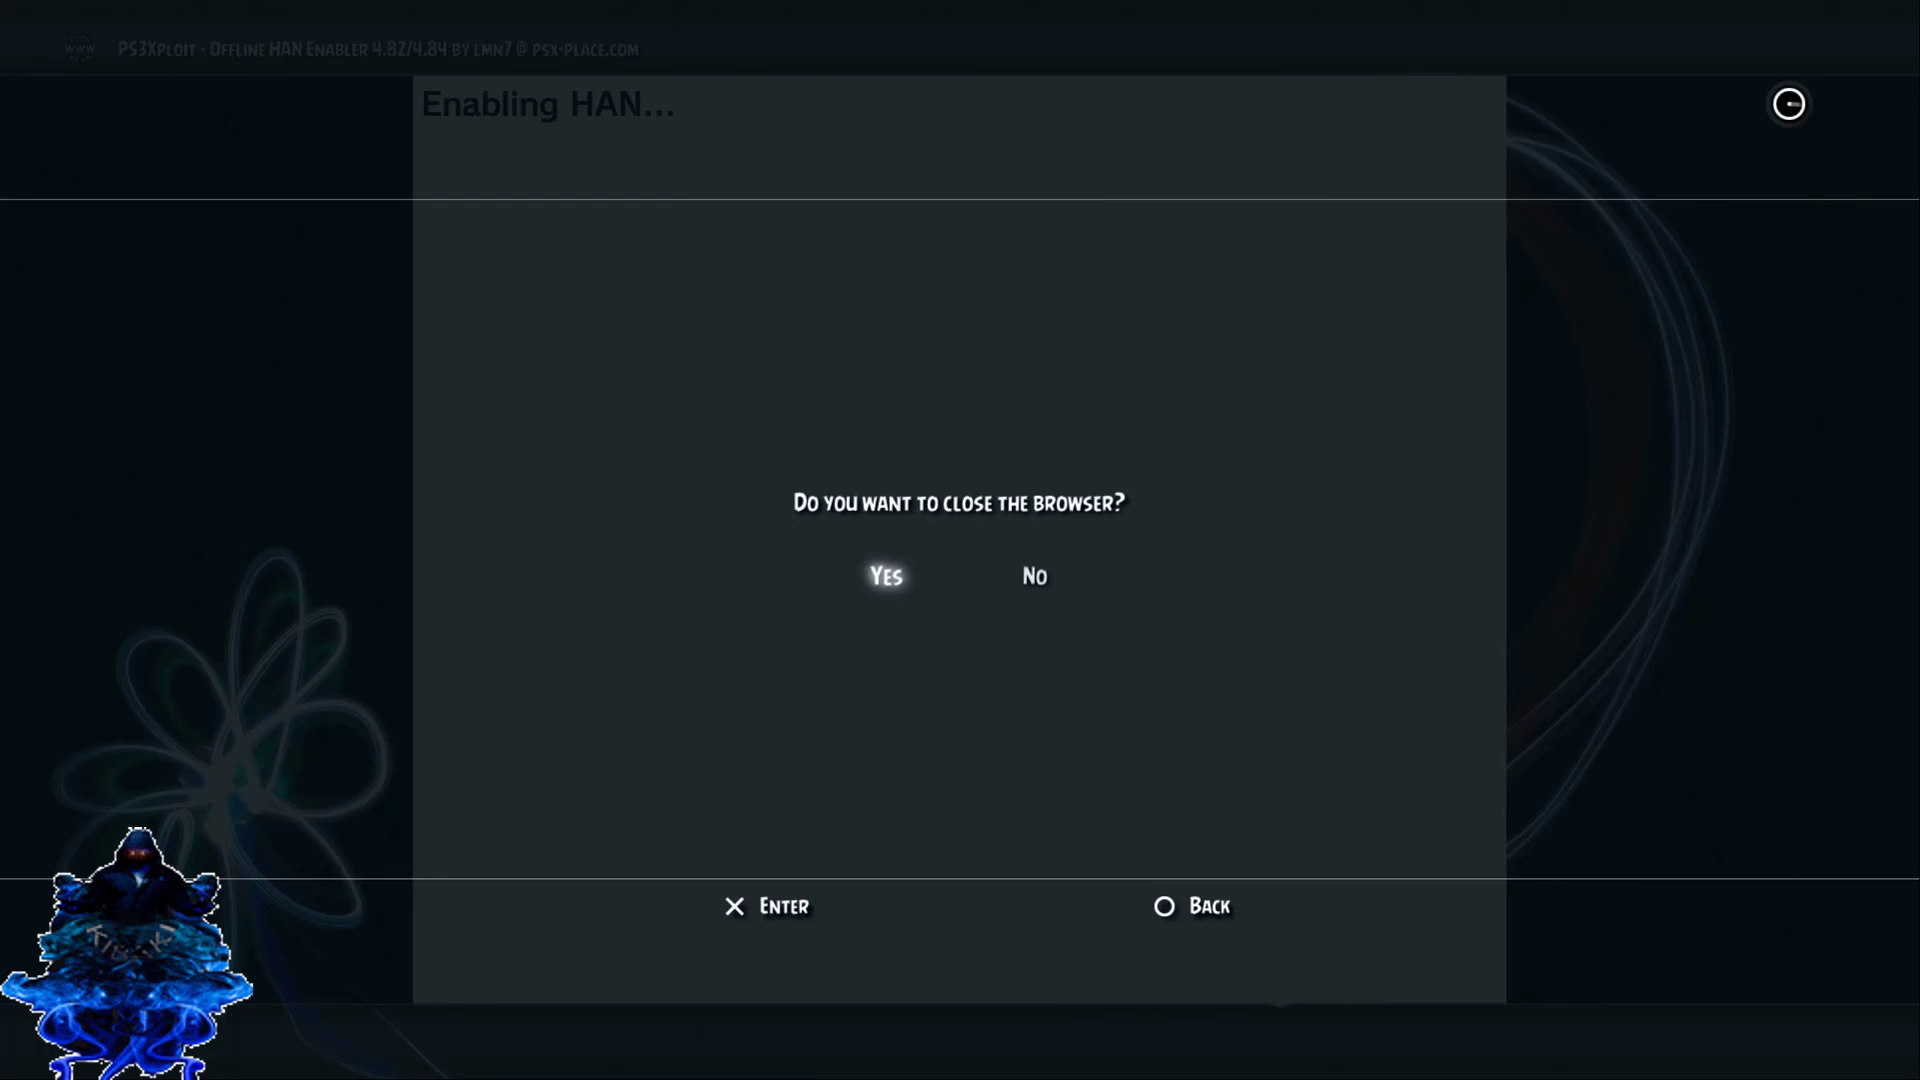 www PS3Xploit - Offline HAN Enabler 4.82/4.84 by lmn7 @ psx-place.com
Enabling HAN...
Do you want to close the browser?
Yes No
Enter Back